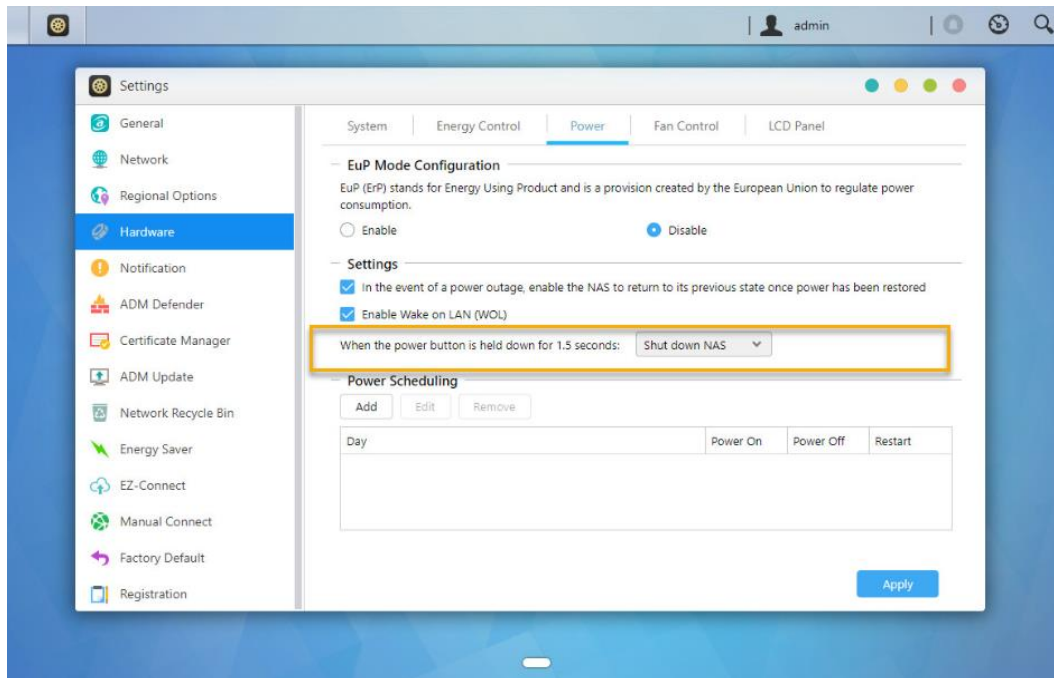 admin
Settings
General
Network
Regional Options
Hardware
Notification
ADM Defender
Certificate Manager
ADM Update
Network Recycle Bin
Energy Saver
EZ-Connect
Manual Connect
Factory Default
Registration
System Energy Control Power Fan Control LCD Panel
EuP Mode Configuration
EuP (ErP) stands for Energy Using Product and is a provision created by the European Union to regulate power
consumption.
Enable Disable
Settings
In the event of a power outage, enable the NAS to return to its previous state once power has been restored
Enable Wake on LAN (WOL)
When the power button is held down for 1.5 seconds: Shut down NAS
Power Scheduling
Add Edit Remove
Day Power On Power Off Restart
Apply